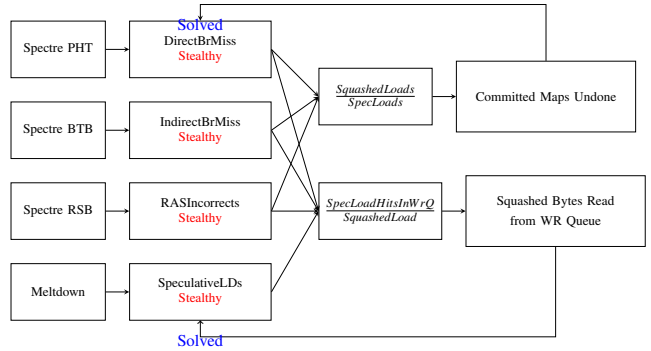 Solved
Spectre PHT
DirectBrMiss
Stealthy
SquashedLoads
SpecLoads
Committed Maps Undone
Spectre BTB
IndirectBrMiss
Stealthy
Spectre RSB
RASIncorrects
Stealthy
SpecLoadHitsInWrQ
SquashedLoad
Squashed Bytes Read
from WR Queue
Meltdown
SpeculativeLDs
Stealthy
Solved